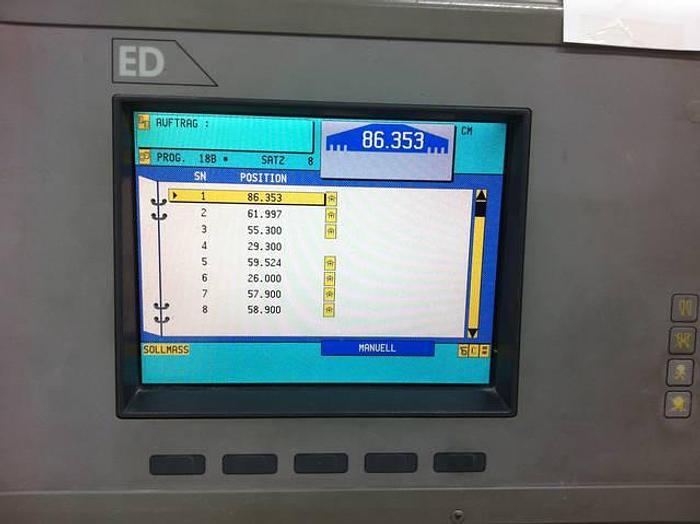 ED
AUFTRAG :
86.353 CM
PROG. 18B * SATZ 8
SN POSITION
1 86.353
2 61.997
3 55.300
4 29.300
5 59.524
6 26.000
7 57.900
8 58.900
SOLLMASS MANUELL